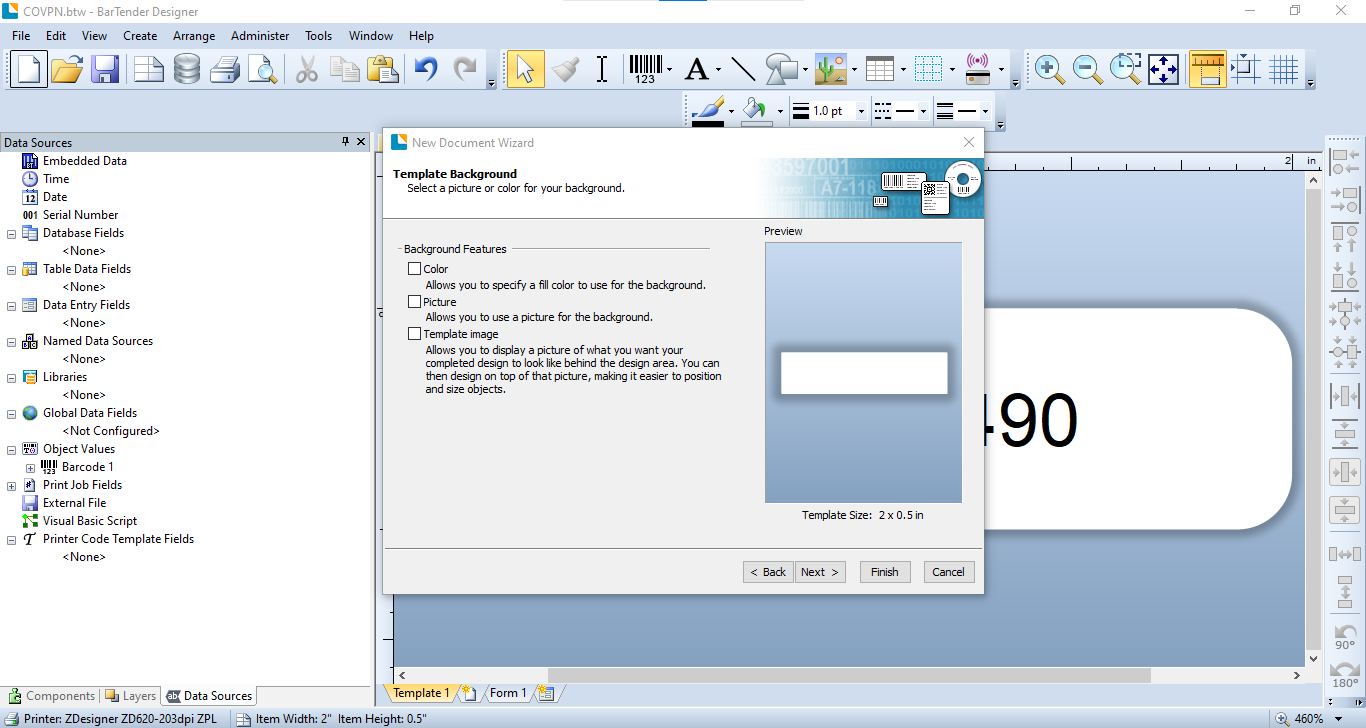 COVPN.btw - BarTender Designer
File Edit View Create Arrange Administer Tools Window Help
123
A
1.0 pt
Data Sources
Embedded Data
Time
12 Date
001 Serial Number
Database Fields
<None>
Table Data Fields
<None>
Data Entry Fields
<None>
Named Data Sources
<None>
Libraries
<None>
Global Data Fields
<Not Configured>
Object Values
123 Barcode 1
Print Job Fields
External File
Visual Basic Script
T Printer Code Template Fields
<None>
Components Layers Data Sources
New Document Wizard
Template Background
Select a picture or color for your background.
Background Features
Color
Allows you to specify a fill color to use for the background.
Picture
Allows you to use a picture for the background.
Template image
Allows you to display a picture of what you want your
completed design to look like behind the design area. You can
then design on top of that picture, making it easier to position
and size objects.
3597001
A7-118
Preview
Template Size: 2 x 0.5 in
< Back Next > Finish Cancel
2 in
490
90°
180°
Template 1 Form 1
Printer: ZDesigner ZD620-203dpi ZPL Item Width: 2" Item Height: 0.5" 460%